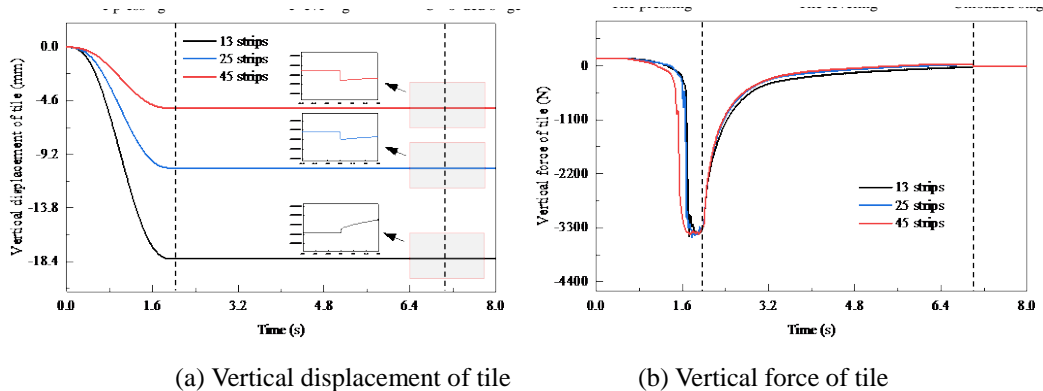 13 strips
25 strips
45 strips
Vertical displacement of tile (mm)
0.0
-4.6
-9.2
-13.8
-18.4
0.0
1.6
3.2
4.8
6.4
8.0
Time (s)
(a) Vertical displacement of tile
Vertical force of tile (N)
0
-1100
-2200
-3300
-4400
13 strips
25 strips
45 strips
0.0
1.6
3.2
4.8
6.4
8.0
Time (s)
(b) Vertical force of tile